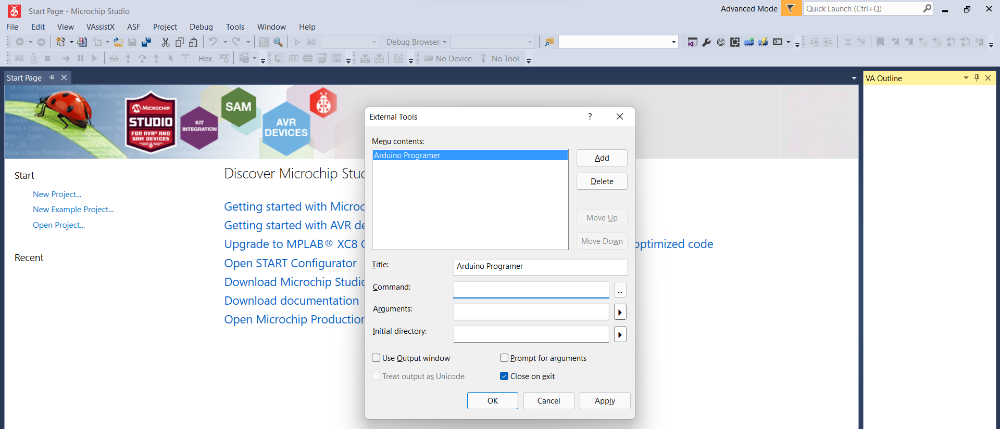 Start Page - Microchip Studio
Advanced Mode
Quick Launch (Ctrl+Q)
File Edit View VAssistX ASF Project Debug Tools Window Help
Debug Browser
Hex
No Device
No Tool
Start Page
VA Outline
MICROCHIP
STUDIO
FOR AVR® AND
SAM DEVICES
KIT
INTEGRATION
SAM
AVR
DEVICES
Start
New Project...
New Example Project...
Open Project...
Recent
Discover Microchip Stu
Getting started with Microc
Getting started with AVR de
Upgrade to MPLAB® XC8 C
optimized code
Open START Configurator
Download Microchip Studio
Download documentation
Open Microchip Production
External Tools
?
Menu contents:
Arduino Programer
Add
Delete
Move Up
Move Down
Title:
Arduino Programer
Command:
...
Arguments:
Initial directory:
Use Output window
Prompt for arguments
Treat output as Unicode
Close on exit
OK
Cancel
Apply